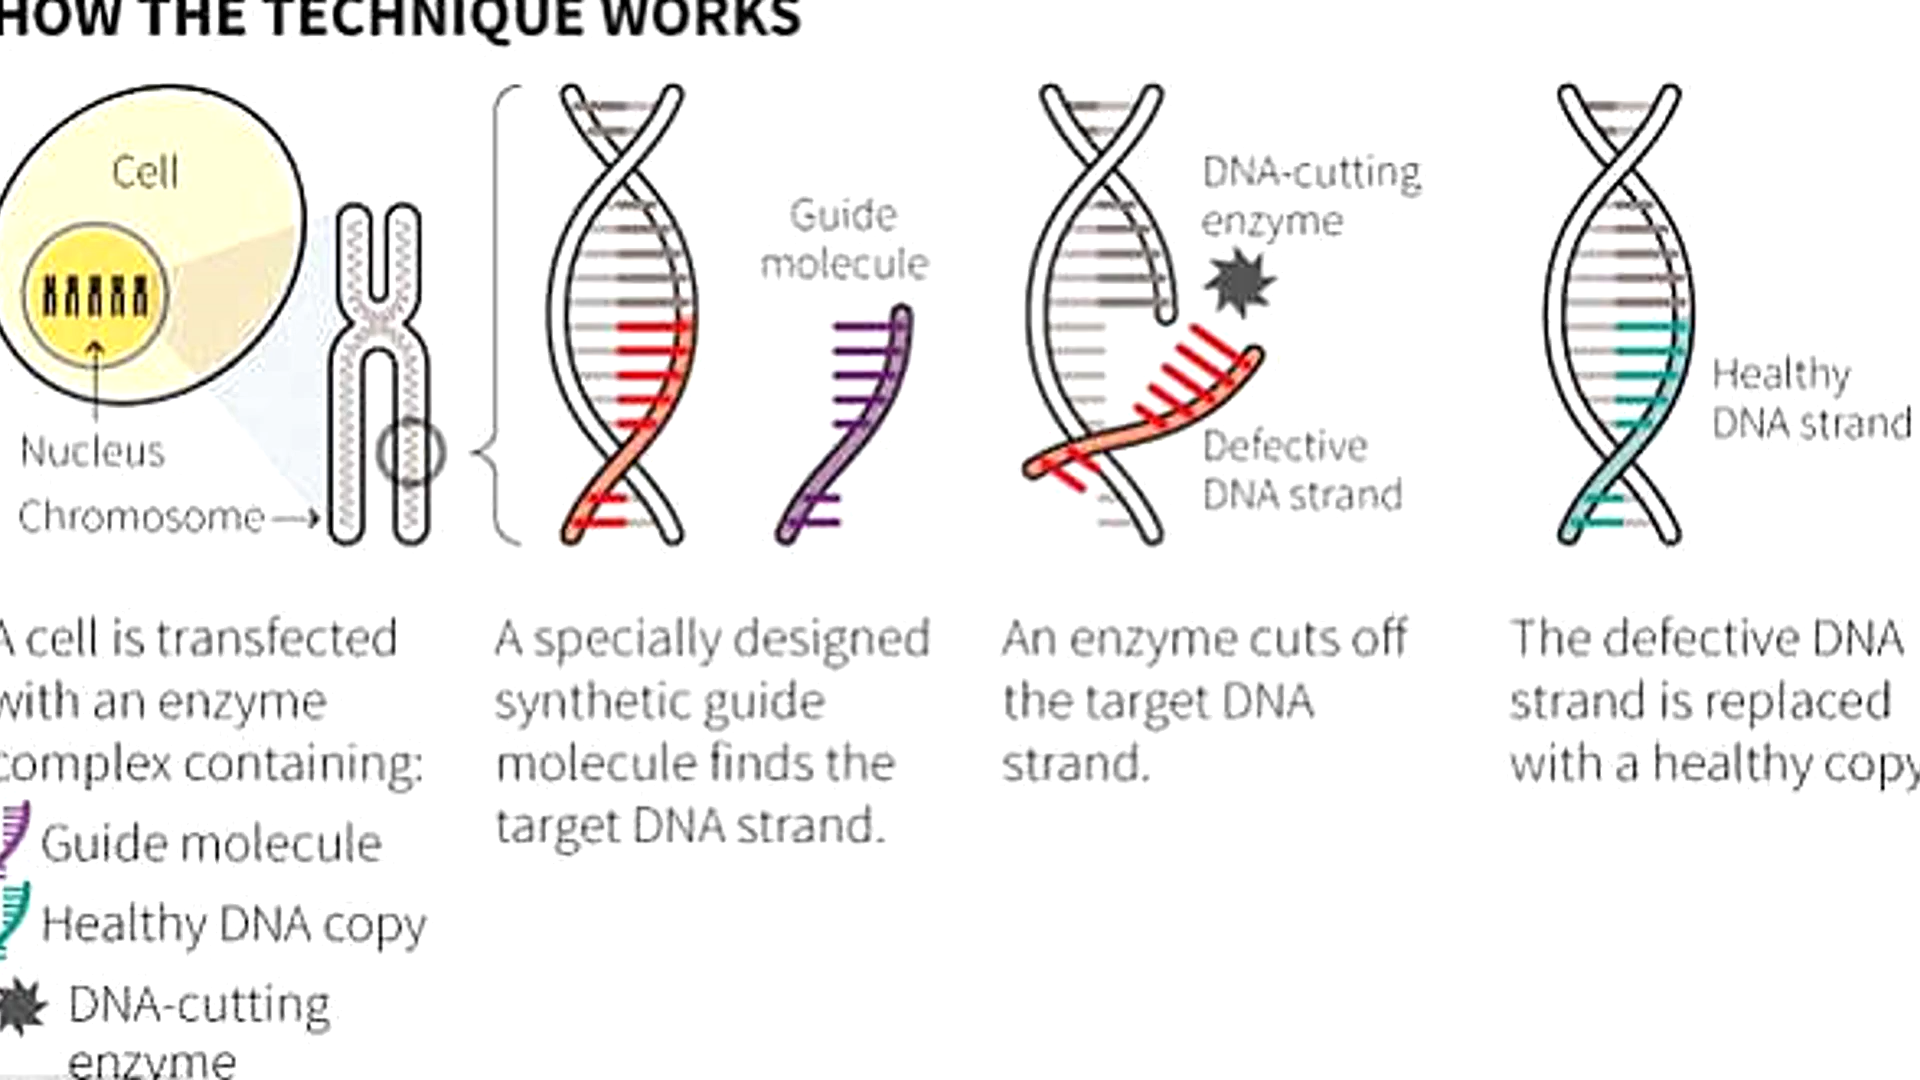 HOW THE TECHNIQUE WORKS
Cell
Nucleus
Chromosome
Guide
molecule
DNA-cutting
enzyme
Defective
DNA strand
Healthy
DNA strand
A cell is transfected
with an enzyme
complex containing:
Guide molecule
Healthy DNA copy
DNA-cutting
enzyme
A specially designed
synthetic guide
molecule finds the
target DNA strand.
An enzyme cuts off
the target DNA
strand.
The defective DNA
strand is replaced
with a healthy copy